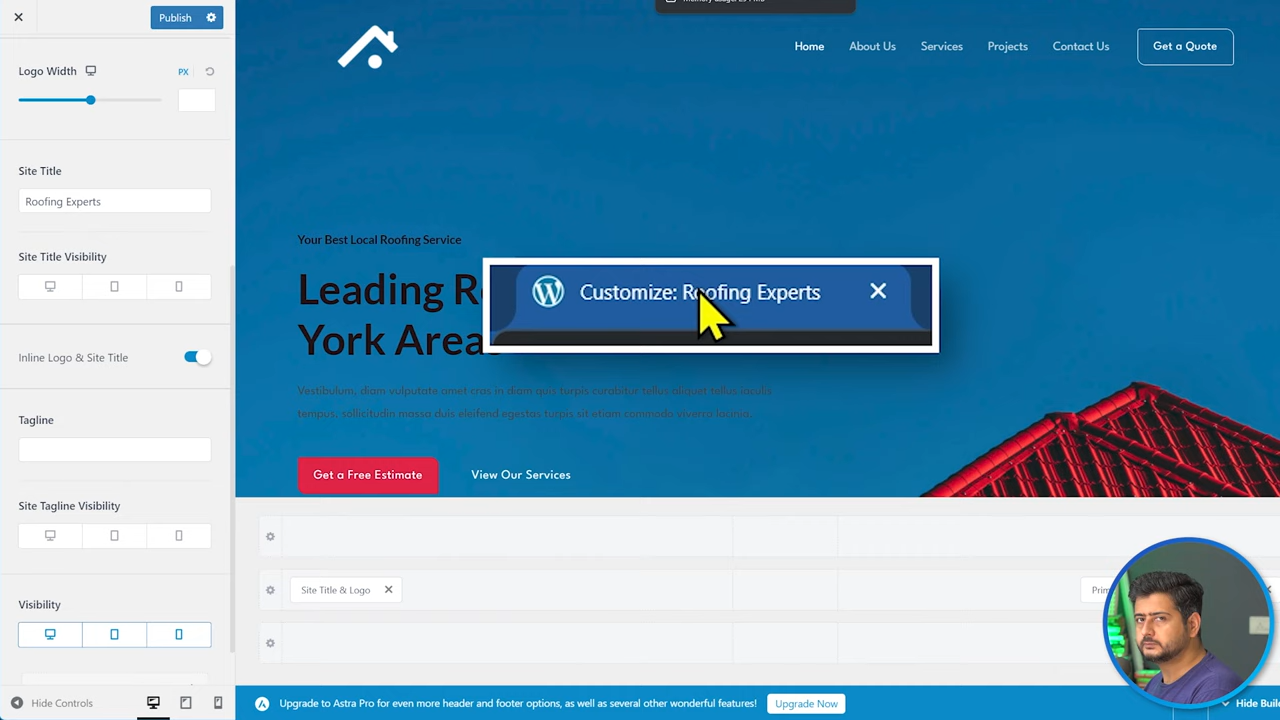 Publish
Logo Width
PX
Site Title
Roofing Experts
Site Title Visibility
Inline Logo & Site Title
Tagline
Site Tagline Visibility
Visibility
Hide Controls
Home
About Us
Services
Projects
Contact Us
Get a Quote
Your Best Local Roofing Service
Leading
York Areas
Customize: Roofing Experts
Vestibulum, diam vulputate amet cras in diam quis turpis curabitur tellus aliquet tellus iaculis
tempus, sollicitudin massa duis eleifend egestas turpis sit etiam commodo viverra lacinia.
Get a Free Estimate
View Our Services
Site Title & Logo
Upgrade to Astra Pro for even more header and footer options, as well as several other wonderful features!
Upgrade Now
Hide